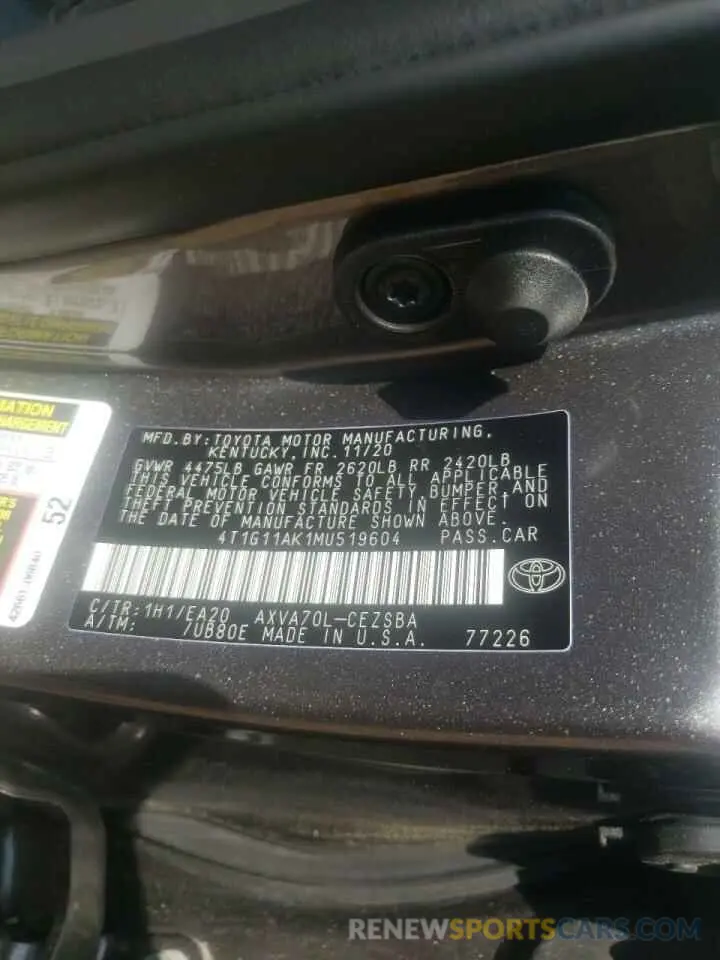 MATION
MFD.BY:TOYOTA MOTOR MANUFACTURING,
KENTUCKY,INC.11/20
GVWR 4475LB GAWR FR 2620LB RR 2420LB
THIS VEHICLE CONFORMS TO ALL APPLICABLE
FEDERAL MOTOR VEHICLE SAFETY,BUMPER,AND
THEFT PREVENTION STANDARDS IN EFFECT ON
THE DATE OF MANUFACTURE SHOWN ABOVE.
4T1G11AK1MU519604 PASS.CAR
C/TR:1H1/EA20 AXVA70L-CEZSBA
A/TM: /UB80E MADE IN U.S.A. 77226
52
RENEWSPORTSCARS.COM